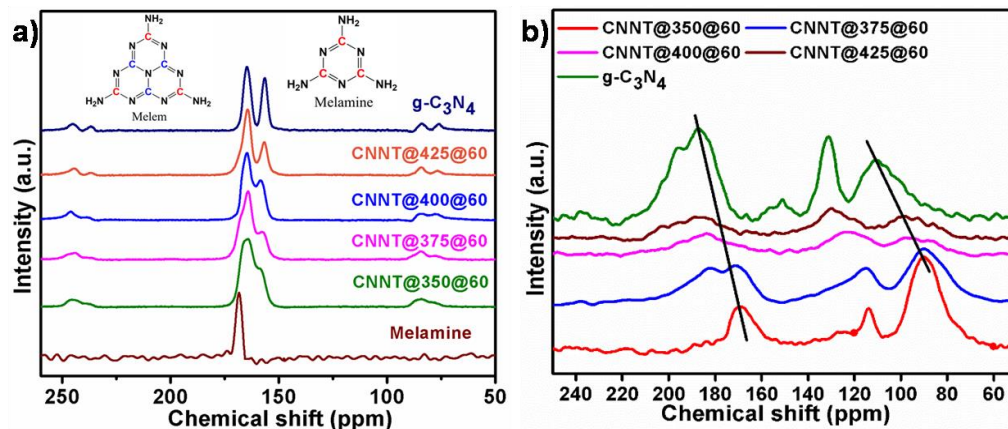 a)
NH₂
N N
C C C
N N N
C N C
H₂N C N C NH₂
N N
Melem
NH₂
C
N N
C C
NH₂ N NH₂
Melamine
g-C₃N₄
CNNT@425@60
CNNT@400@60
CNNT@375@60
CNNT@350@60
Melamine
Intensity (a.u.)
250 200 150 100 50
Chemical shift (ppm)
b)
CNNT@350@60 CNNT@375@60
CNNT@400@60 CNNT@425@60
g-C₃N₄
Intensity (a.u.)
240 220 200 180 160 140 120 100 80 60
Chemical shift (ppm)